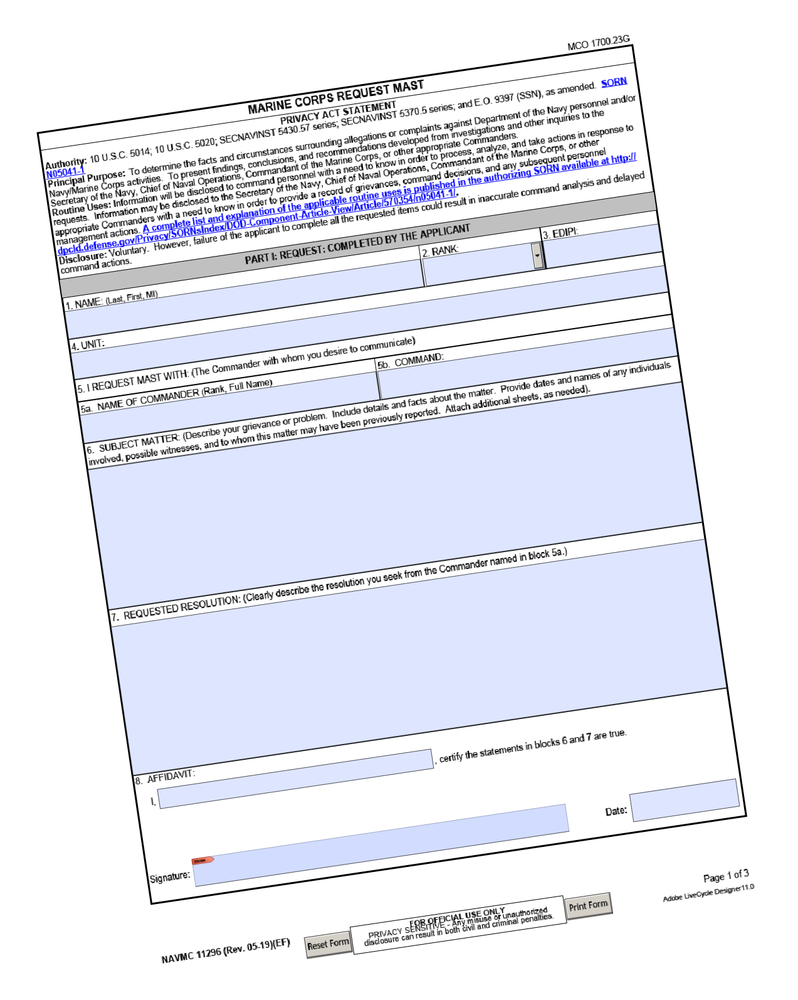 MCO 1700.23G
MARINE CORPS REQUEST MAST
PRIVACY ACT STATEMENT
Authority: 10 U.S.C. 5014; 10 U.S.C. 5020; SECNAVINST 5430.57 series; SECNAVINST 5370.5 series; and E.O. 9397 (SSN), as amended. SORN
N05041-1
Principal Purpose: To determine the facts and circumstances surrounding allegations or complaints against Department of the Navy personnel and/or
Navy/Marine Corps activities. To present findings, conclusions, and recommendations developed from investigations and other inquiries to the
Secretary of the Navy, Chief of Naval Operations, Commandant of the Marine Corps, or other appropriate Commanders.
Routine Uses: Information will be disclosed to command personnel with a need to know in order to process, analyze, and take actions in response to
requests. Information may be disclosed to the Secretary of the Navy, Chief of Naval Operations, Commandant of the Marine Corps, or other
appropriate Commanders with a need to know in order to provide a record of grievances, command decisions, and any subsequent personnel
management actions. A complete list and explanation of the applicable routine uses is published in the authorizing SORN available at http://
dpcld.defense.gov/Privacy/SORNsIndex/DOD-Component-Article-View/Article/570354/n05041-1/.
Disclosure: Voluntary. However, failure of the applicant to complete all the requested items could result in inaccurate command analysis and delayed
command actions.
PART I: REQUEST: COMPLETED BY THE APPLICANT
1. NAME: (Last, First, MI)
2. RANK:
3. EDIPI:
4. UNIT:
5. I REQUEST MAST WITH: (The Commander with whom you desire to communicate)
5a. NAME OF COMMANDER (Rank, Full Name)
5b. COMMAND:
6. SUBJECT MATTER: (Describe your grievance or problem. Include details and facts about the matter. Provide dates and names of any individuals
involved, possible witnesses, and to whom this matter may have been previously reported. Attach additional sheets, as needed).
7. REQUESTED RESOLUTION: (Clearly describe the resolution you seek from the Commander named in block 5a.)
8. AFFIDAVIT:
I, , certify the statements in blocks 6 and 7 are true.
Signature:
Date:
Page 1 of 3
Adobe LiveCycle Designer11.0
NAVMC 11296 (Rev. 05-19)(EF)
Reset Form
FOR OFFICIAL USE ONLY
PRIVACY SENSITIVE - Any misuse or unauthorized
disclosure can result in both civil and criminal penalties.
Print Form